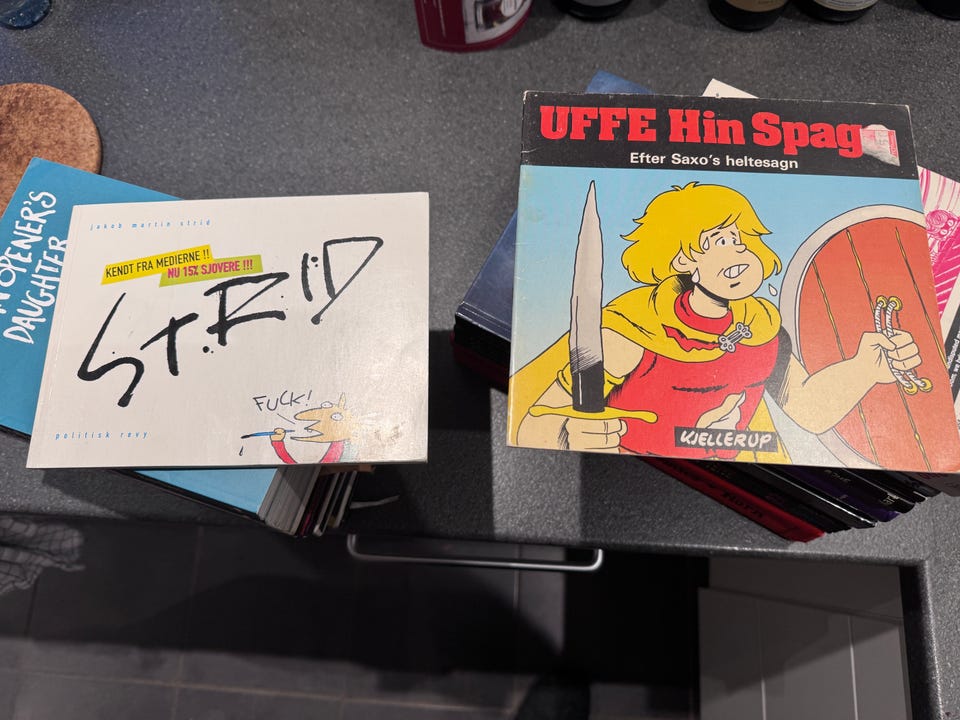 N OPENER'S
DAUGHTER
jakob martin strid
KENDT FRA MEDIERNE !!
NU 15% SJOVERE !!!
STRID
FUCK!
politisk revy
UFFE Hin Spag
Efter Saxo's heltesagn
KJELLERUP